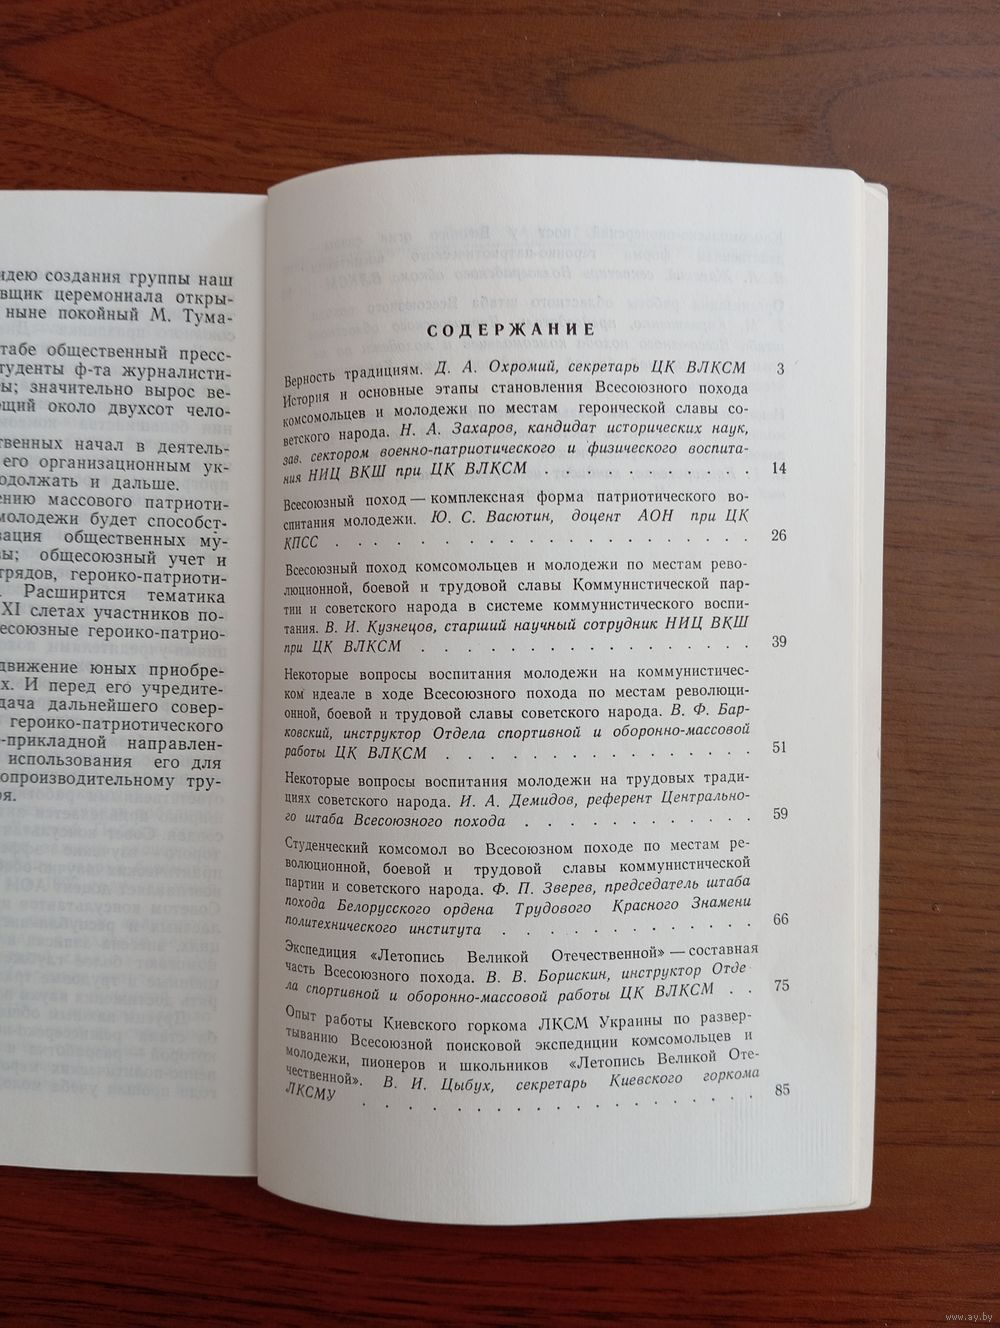 идею создания группы наш
вщик церемониала откры-
ныне покойный М. Тума-
табе общественный пресс-
туденты ф-та журналисти-
ты; значительно вырос ве-
ющий около двухсот чело-
твенных начал в деятель-
его организационным ук-
одолжать и дальше.
ению массового патриоти-
молодежи будет способст-
зация общественных му-
вы; общесоюзный учет и
трядов, героико-патриоти-
Расширится тематика
XI слетах участников по-
есоюзные героико-патрио-
движение юных приобре-
х. И перед его учредите-
дача дальнейшего совер-
героико-патриотического
-прикладной направлен-
использования его для
опроизводительному тру-
ря.
СОДЕРЖАНИЕ
Верность традициям. Д. А. Охромий, секретарь ЦК ВЛКСМ 3
История и основные этапы становления Всесоюзного похода
комсомольцев и молодежи по местам героической славы со-
ветского народа. Н. А. Захаров, кандидат исторических наук,
зав. сектором военно-патриотического и физического воспита-
ния НИЦ ВКШ при ЦК ВЛКСМ . . . . . . . . . . 14
Всесоюзный поход — комплексная форма патриотического во-
спитания молодежи. Ю. С. Васютин, доцент АОН при ЦК
КПСС . . . . . . . . . . . . . . . . . . 26
Всесоюзный поход комсомольцев и молодежи по местам рево-
люционной, боевой и трудовой славы Коммунистической пар-
тии и советского народа в системе коммунистического воспи-
тания. В. И. Кузнецов, старший научный сотрудник НИЦ ВКШ
при ЦК ВЛКСМ . . . . . . . . . . . . . . . 39
Некоторые вопросы воспитания молодежи на коммунистичес-
ком идеале в ходе Всесоюзного похода по местам революци-
онной, боевой и трудовой славы советского народа. В. Ф. Бар-
ковский, инструктор Отдела спортивной и оборонно-массовой
работы ЦК ВЛКСМ . . . . . . . . . . . . . . 51
Некоторые вопросы воспитания молодежи на трудовых тради-
циях советского народа. И. А. Демидов, референт Центрально-
го штаба Всесоюзного похода . . . . . . . . . . . 59
Студенческий комсомол во Всесоюзном походе по местам ре-
волюционной, боевой и трудовой славы коммунистической
партии и советского народа. Ф. П. Зверев, председатель штаба
похода Белорусского ордена Трудового Красного Знамени
политехнического института . . . . . . . . . . . . 66
Экспедиция «Летопись Великой Отечественной» — составная
часть Всесоюзного похода. В. В. Борискин, инструктор Отде
ла спортивной и оборонно-массовой работы ЦК ВЛКСМ . . 75
Опыт работы Киевского горкома ЛКСМ Украины по развер-
тыванию Всесоюзной поисковой экспедиции комсомольцев и
молодежи, пионеров и школьников «Летопись Великой Оте-
чественной». В. И. Цыбух, секретарь Киевского горкома
ЛКСМУ . . . . . . . . . . . . . . . . . . 85
www.ay.by